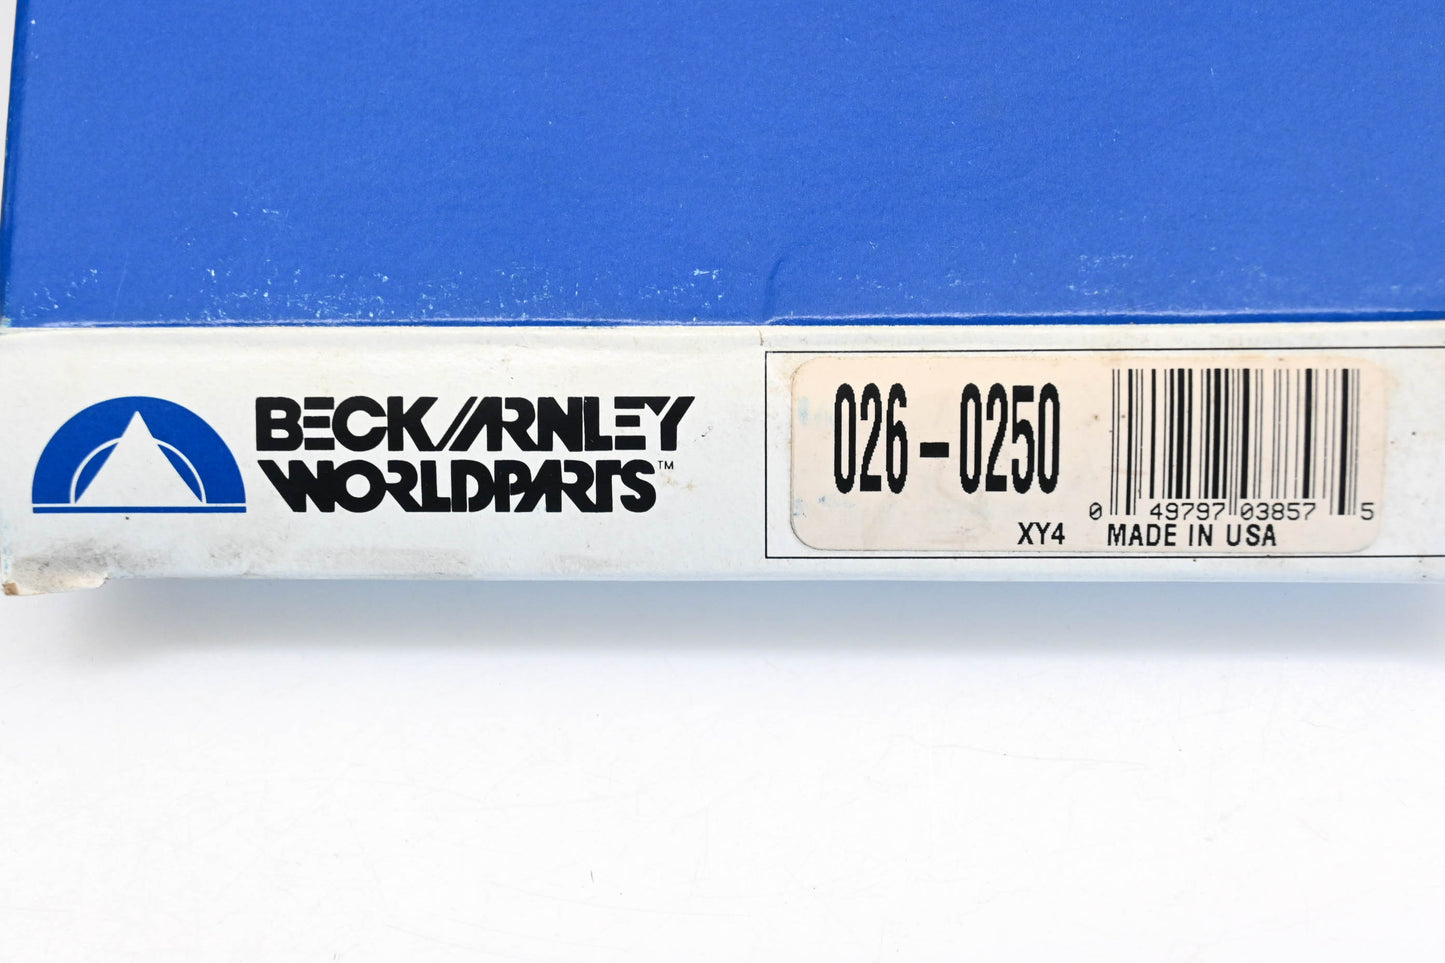 BECK/ARNLEY
WORLDPARTS™
026-0250
0 49797 03857 5
XY4 MADE IN USA